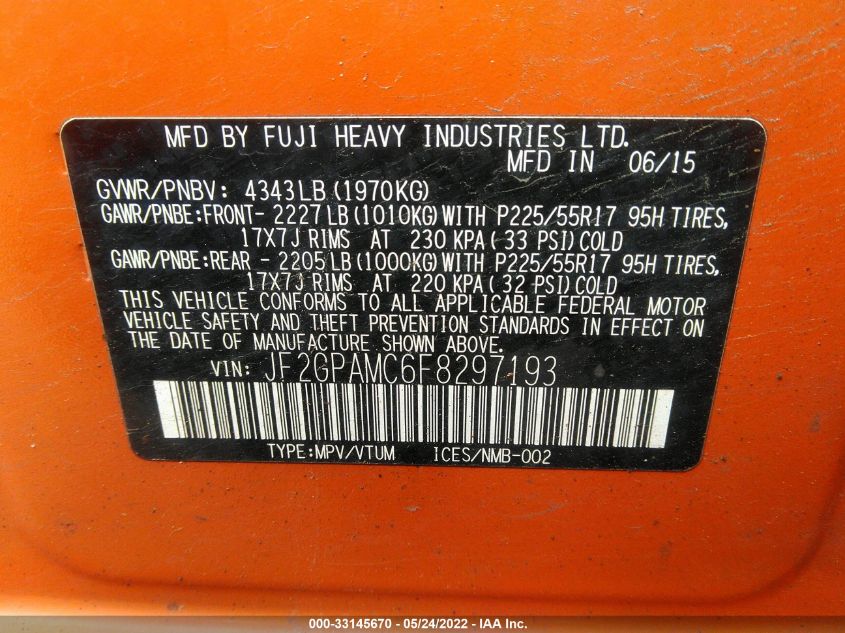 MFD BY FUJI HEAVY INDUSTRIES LTD.
MFD IN 06/15
GVWR/PNBV: 4343LB (1970KG)
GAWR/PNBE:FRONT- 2227LB (1010KG) WITH P225/55R17 95H TIRES,
17X7J RIMS AT 230 KPA( 33 PSI) COLD
GAWR/PNBE:REAR - 2205LB (1000KG) WITH P225/55R17 95H TIRES,
17X7J RIMS AT 220 KPA( 32 PSI) COLD
THIS VEHICLE CONFORMS TO ALL APPLICABLE FEDERAL MOTOR
VEHICLE SAFETY AND THEFT PREVENTION STANDARDS IN EFFECT ON
THE DATE OF MANUFACTURE SHOWN ABOVE.
VIN: JF2GPAMC6F8297193
TYPE:MPV/VTUM ICES/NMB-002
000-33145670 - 05/24/2022 - IAA Inc.